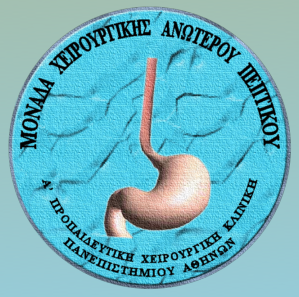 ΜΟΝΑΔΑ ΧΕΙΡΟΥΡΓΙΚΗΣ ΑΝΩΤΕΡΟΥ ΠΕΠΤΙΚΟΥ
Α΄ ΠΡΟΠΑΙΔΕΥΤΙΚΗ ΧΕΙΡΟΥΡΓΙΚΗ ΚΛΙΝΙΚΗ
ΠΑΝΕΠΙΣΤΗΜΙΟΥ ΑΘΗΝΩΝ